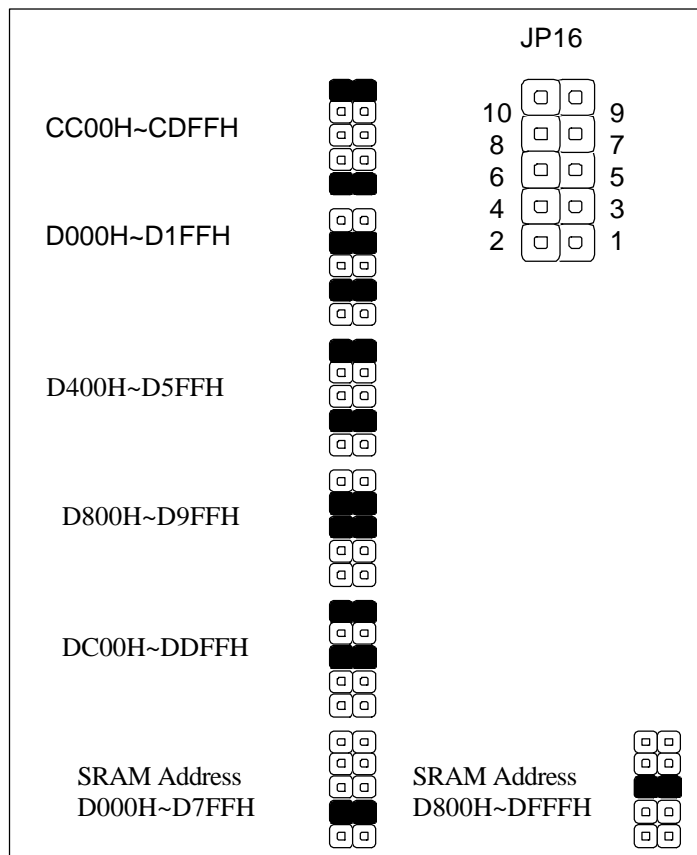 JP16
CC00H~CDFFH
10 9
8 7
6 5
4 3
2 1
D000H~D1FFH
D400H~D5FFH
D800H~D9FFH
DC00H~DDFFH
SRAM Address
D000H~D7FFH
SRAM Address
D800H~DFFFH